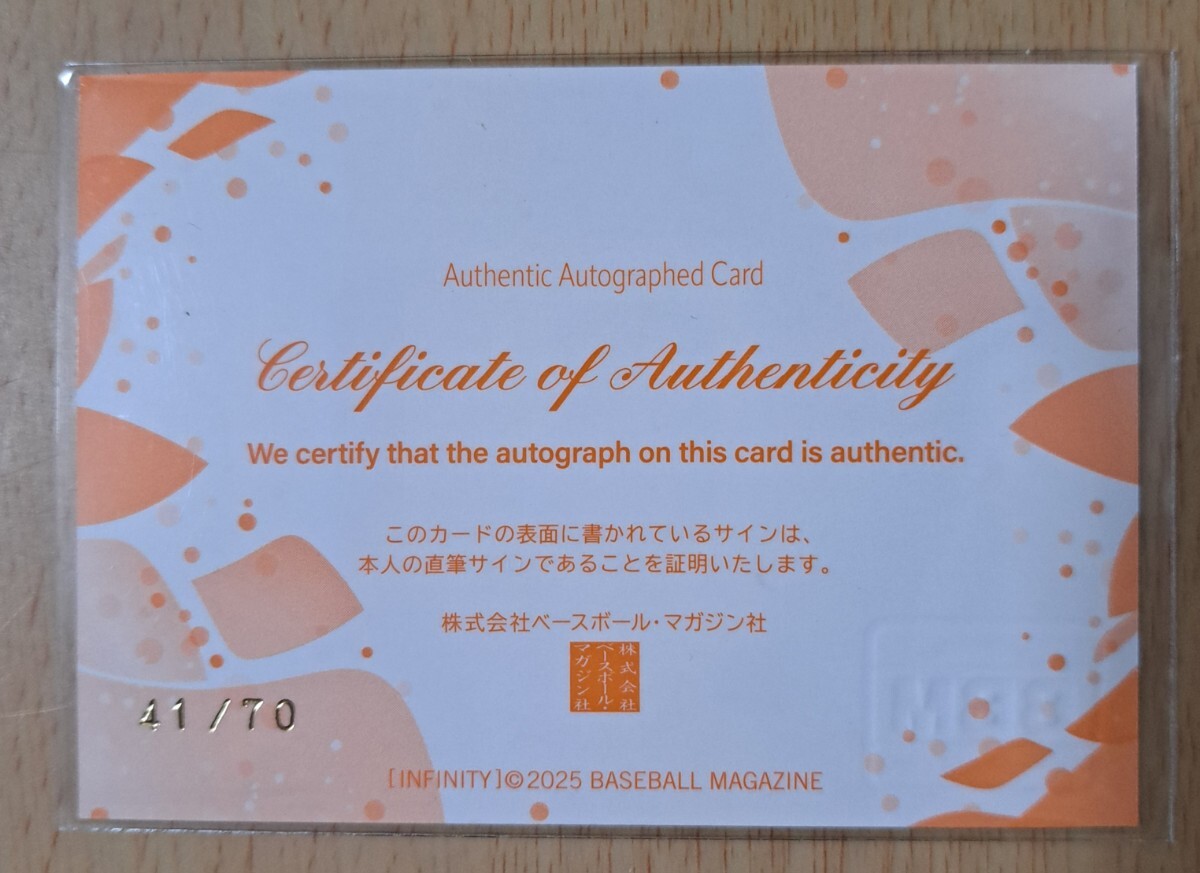 Authentic Autographed Card
Certificate of Authenticity
We certify that the autograph on this card is authentic.
このカードの表面に書かれているサインは、
本人の直筆サインであることを証明いたします。
株式会社ベースボール・マガジン社
株式会社
ベースボール・
マガジン社
41/70
[INFINITY]©2025 BASEBALL MAGAZINE